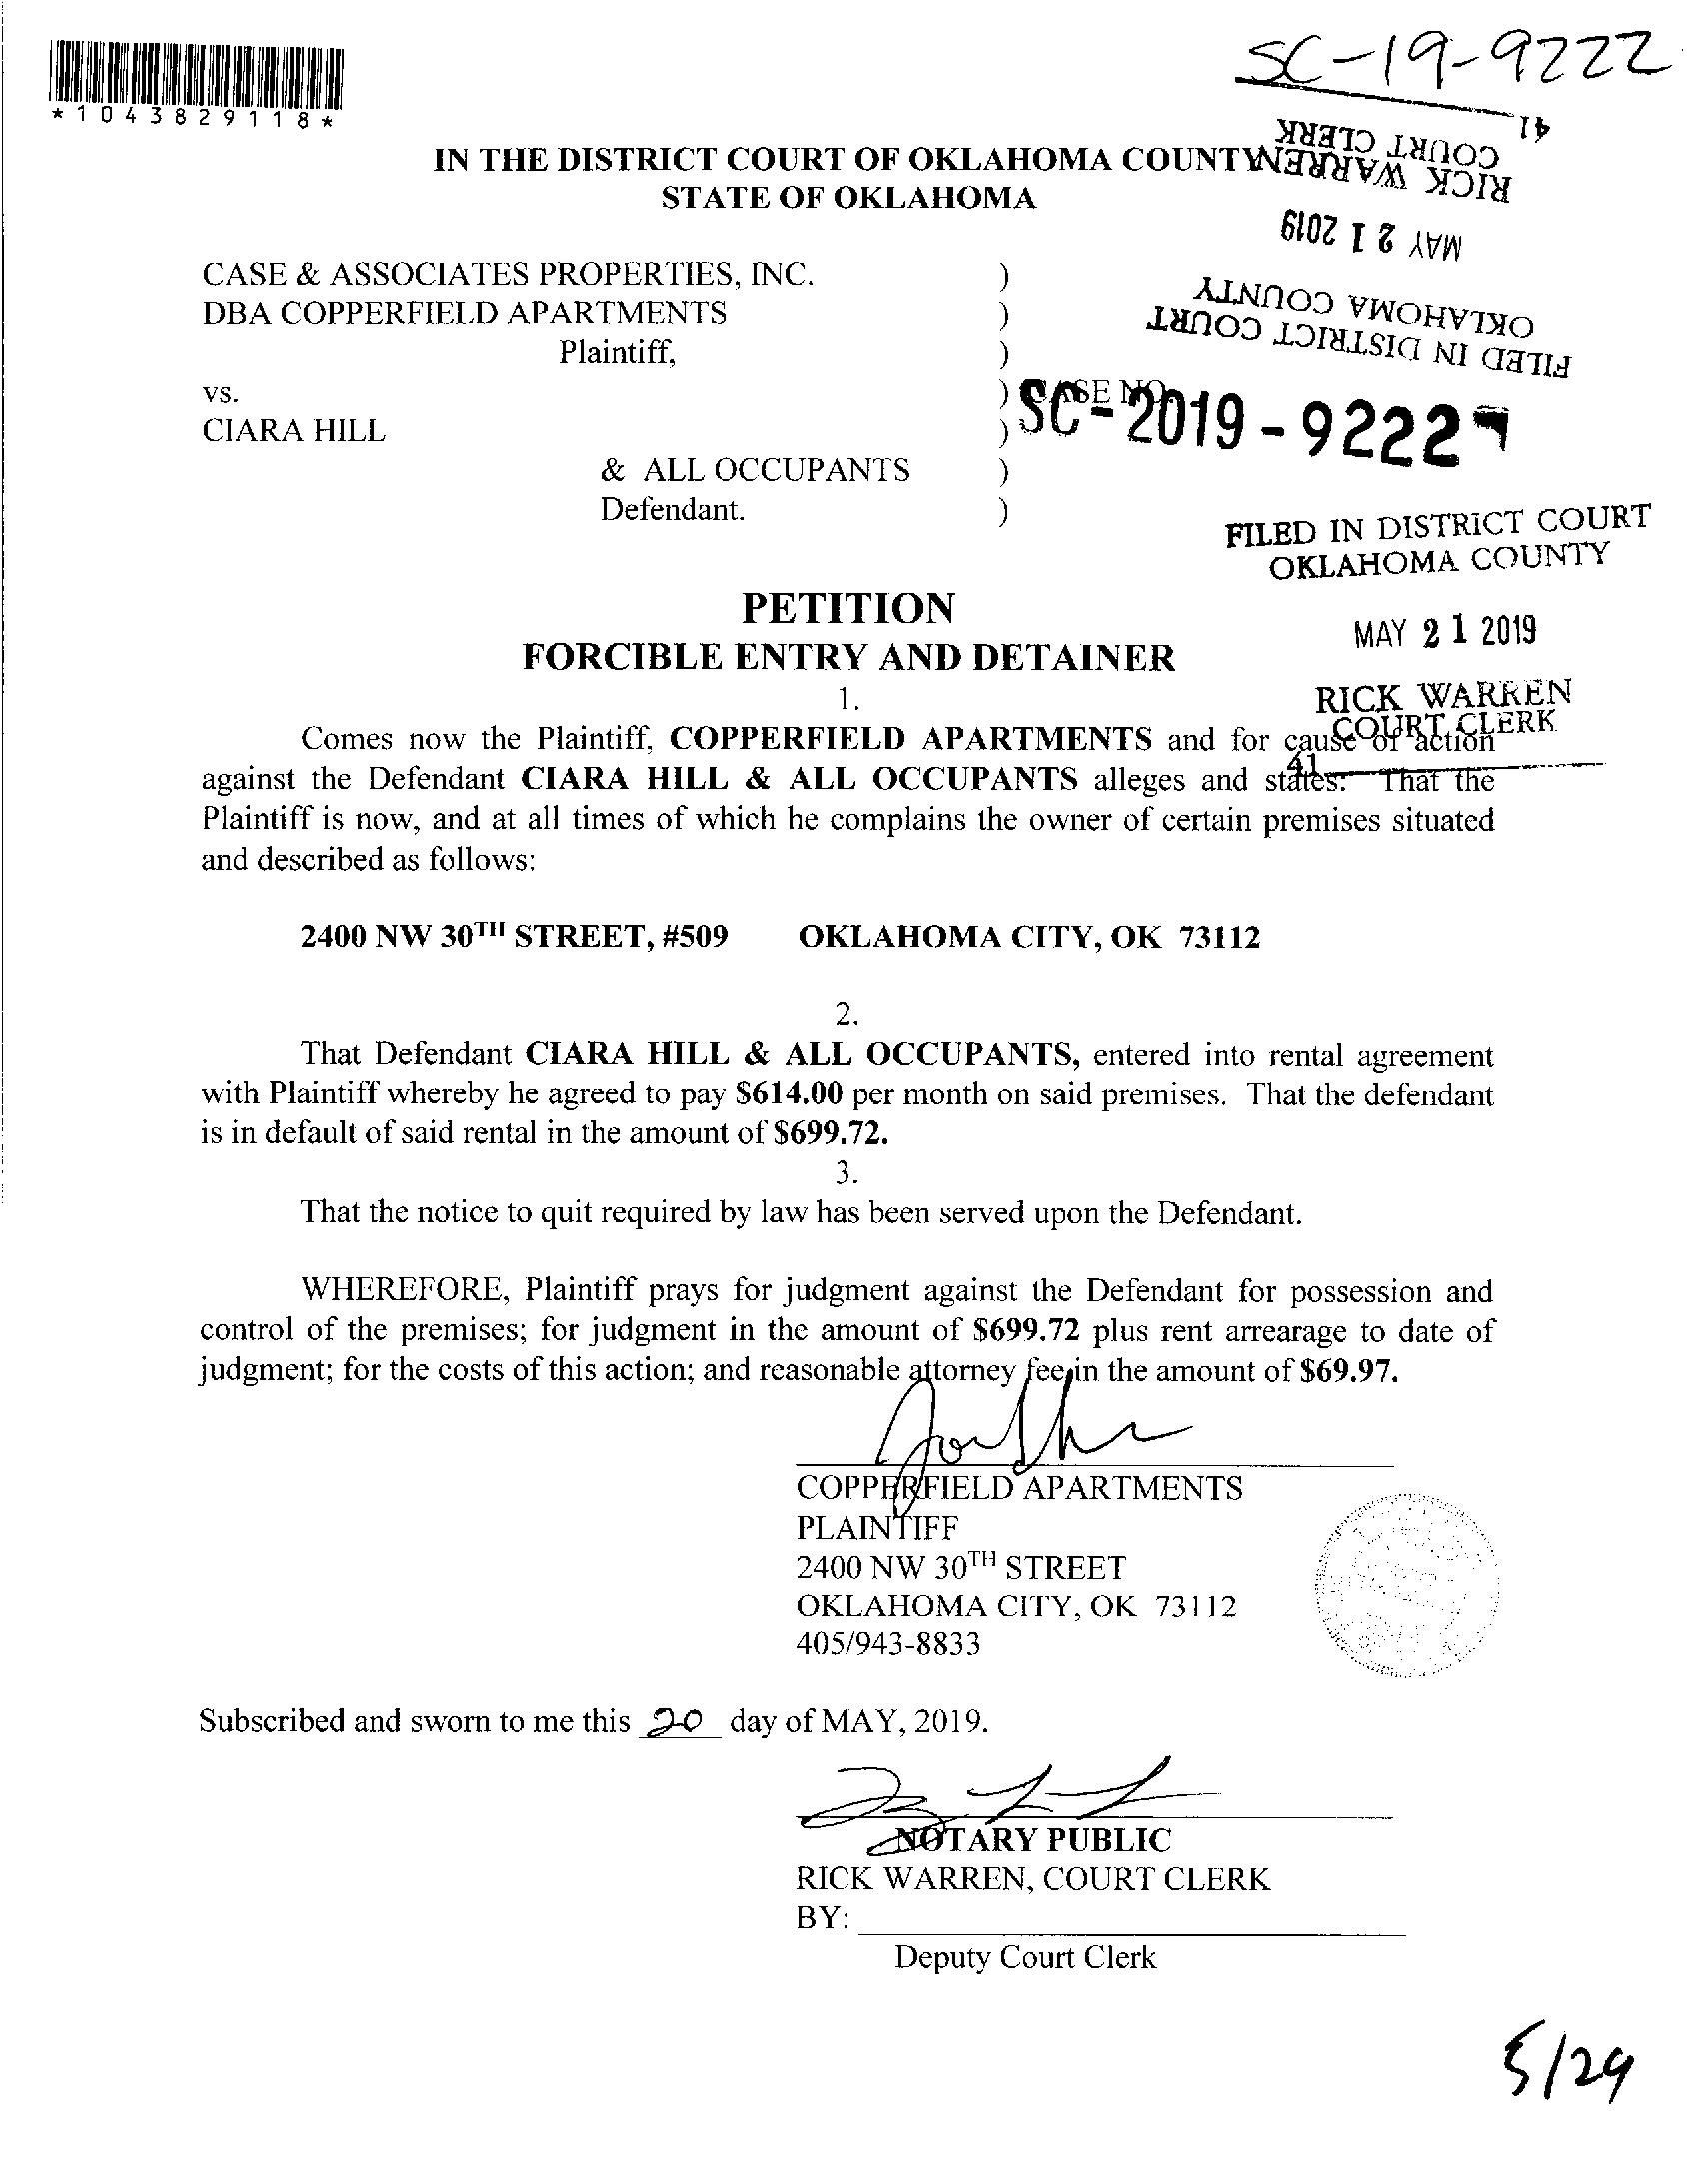 SC-19-9222
*1043829118*
41
RICK WARREN
COURT CLERK
IN THE DISTRICT COURT OF OKLAHOMA COUNTY
STATE OF OKLAHOMA
MAY 21 2019
FILED IN DISTRICT COURT
OKLAHOMA COUNTY
CASE & ASSOCIATES PROPERTIES, INC. )
DBA COPPERFIELD APARTMENTS )
Plaintiff, )
vs. ) CASE NO.
SC-2019-9222
CIARA HILL )
& ALL OCCUPANTS )
Defendant. )
FILED IN DISTRICT COURT
OKLAHOMA COUNTY
MAY 21 2019
RICK WARREN
COURT CLERK
41
PETITION
FORCIBLE ENTRY AND DETAINER
1.
Comes now the Plaintiff, COPPERFIELD APARTMENTS and for cause of action
against the Defendant CIARA HILL & ALL OCCUPANTS alleges and states: That the
Plaintiff is now, and at all times of which he complains the owner of certain premises situated
and described as follows:
2400 NW 30TH STREET, #509 OKLAHOMA CITY, OK 73112
2.
That Defendant CIARA HILL & ALL OCCUPANTS, entered into rental agreement
with Plaintiff whereby he agreed to pay $614.00 per month on said premises. That the defendant
is in default of said rental in the amount of $699.72.
3.
That the notice to quit required by law has been served upon the Defendant.
WHEREFORE, Plaintiff prays for judgment against the Defendant for possession and
control of the premises; for judgment in the amount of $699.72 plus rent arrearage to date of
judgment; for the costs of this action; and reasonable attorney fee in the amount of $69.97.
COPPERFIELD APARTMENTS
PLAINTIFF
2400 NW 30TH STREET
OKLAHOMA CITY, OK 73112
405/943-8833
Subscribed and sworn to me this 20 day of MAY, 2019.
NOTARY PUBLIC
RICK WARREN, COURT CLERK
BY:
Deputy Court Clerk
5/29